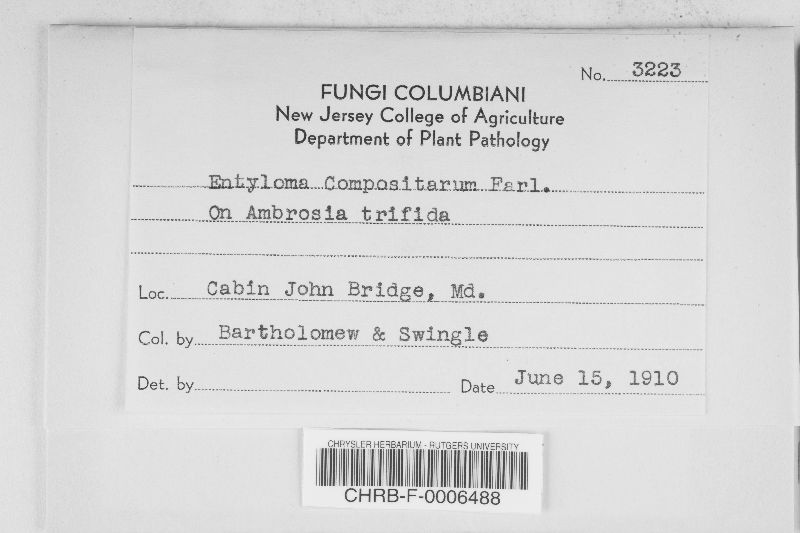 No. 3223
FUNGI COLUMBIANI
New Jersey College of Agriculture
Department of Plant Pathology
Entyloma Compositarum Farl.
On Ambrosia trifida
Loc. Cabin John Bridge, Md.
Col. by Bartholomew & Swingle
Det. by Date June 15, 1910
CHRYSLER HERBARIUM - RUTGERS UNIVERSITY
CHRB-F-0006488